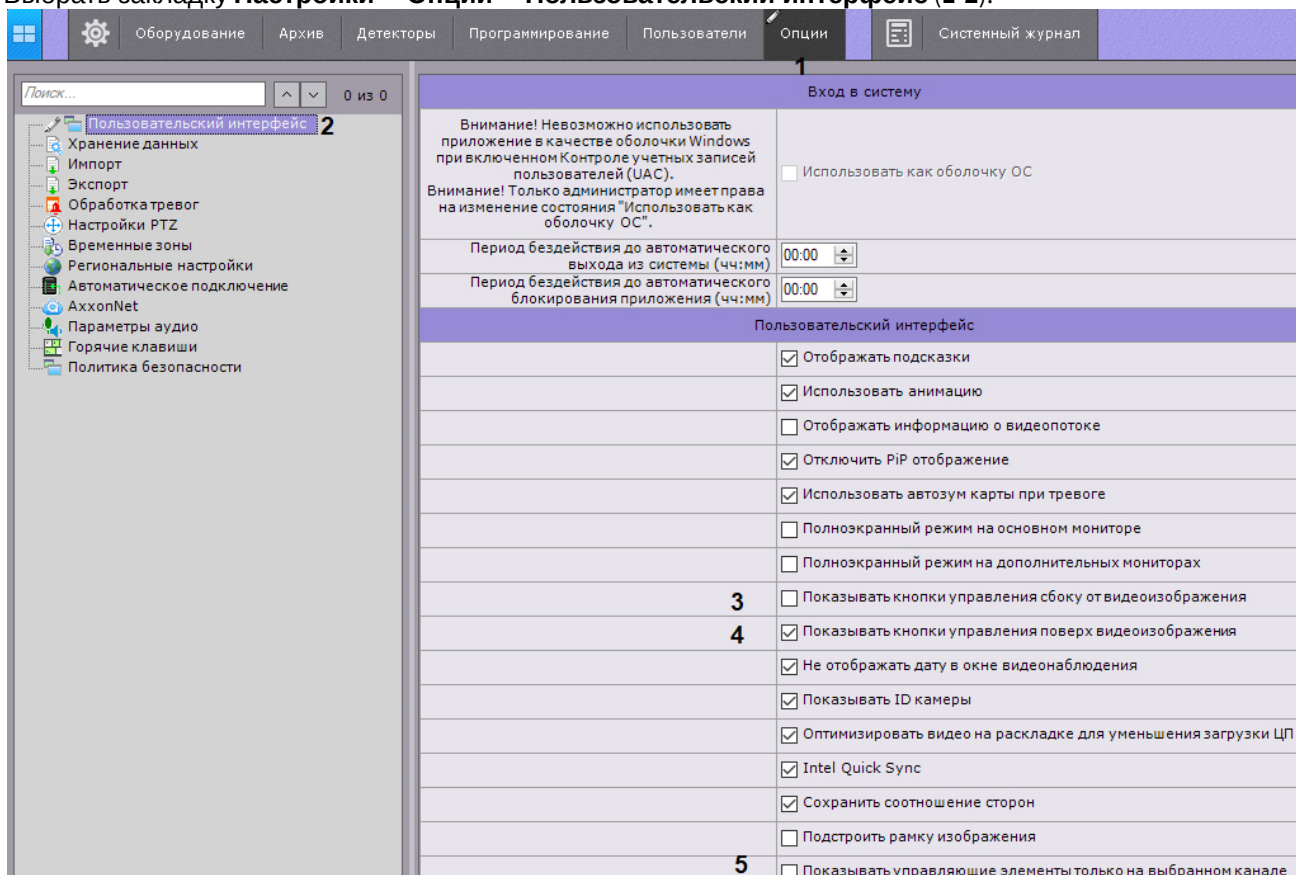 Выбрать закладку Настройки – Опции – Пользовательский интерфейс (1-2).
Оборудование Архив Детекторы Программирование Пользователи Опции Системный журнал
1
Поиск... 0 из 0
Пользовательский интерфейс 2
Хранение данных
Импорт
Экспорт
Обработка тревог
Настройки PTZ
Временные зоны
Региональные настройки
Автоматическое подключение
AxxonNet
Параметры аудио
Горячие клавиши
Политика безопасности
Вход в систему
Внимание! Невозможно использовать
приложение в качестве оболочки Windows
при включенном Контроле учетных записей
пользователей (UAC).
Внимание! Только администратор имеет права
на изменение состояния "Использовать как
оболочку ОС".
Использовать как оболочку ОС
Период бездействия до автоматического
выхода из системы (чч:мм)
00:00
Период бездействия до автоматического
блокирования приложения (чч:мм)
00:00
Пользовательский интерфейс
Отображать подсказки
Использовать анимацию
Отображать информацию о видеопотоке
Отключить PiP отображение
Использовать автозум карты при тревоге
Полноэкранный режим на основном мониторе
Полноэкранный режим на дополнительных мониторах
3 Показывать кнопки управления сбоку от видеоизображения
4 Показывать кнопки управления поверх видеоизображения
Не отображать дату в окне видеонаблюдения
Показывать ID камеры
Оптимизировать видео на раскладке для уменьшения загрузки ЦП
Intel Quick Sync
Сохранить соотношение сторон
Подстроить рамку изображения
5 Показывать управляющие элементы только на выбранном канале